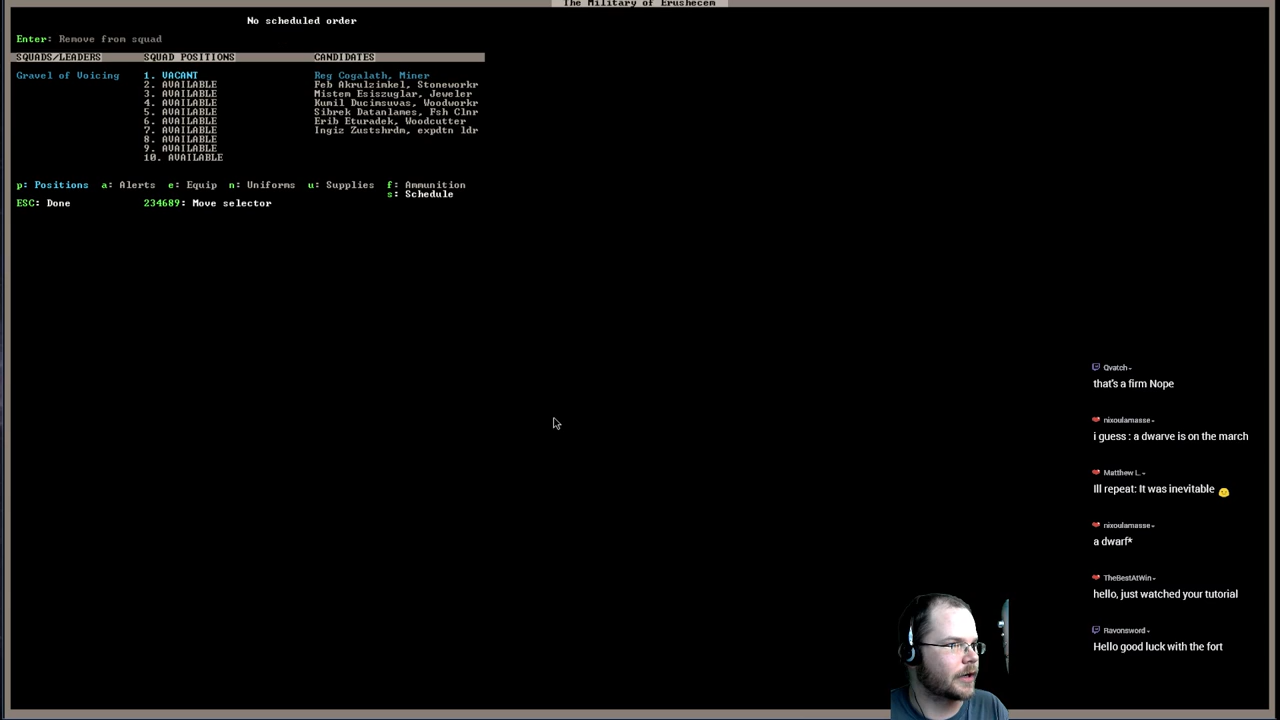 The Military of Erushecem
No scheduled order
Enter: Remove from squad
SQUADS/LEADERS SQUAD POSITIONS CANDIDATES
Gravel of Voicing 1. VACANT Reg Cogalath, Miner
2. AVAILABLE Feb Akrulzimkel, Stoneworkr
3. AVAILABLE Mistem Esiszuglar, Jeweler
4. AVAILABLE Kumil Ducimsuvas, Woodworkr
5. AVAILABLE Sibrek Datanlames, Fsh Clnr
6. AVAILABLE Erib Eturadek, Woodcutter
7. AVAILABLE Ingiz Zustshrdm, expdtn ldr
8. AVAILABLE
9. AVAILABLE
10. AVAILABLE
p: Positions a: Alerts e: Equip n: Uniforms u: Supplies f: Ammunition
s: Schedule
ESC: Done 234689: Move selector
Qvatch
that's a firm Nope
nixoulamasse
i guess : a dwarve is on the march
Matthew L.
Ill repeat: It was inevitable
nixoulamasse
a dwarf*
TheBestAtWin
hello, just watched your tutorial
Ravonsword
Hello good luck with the fort